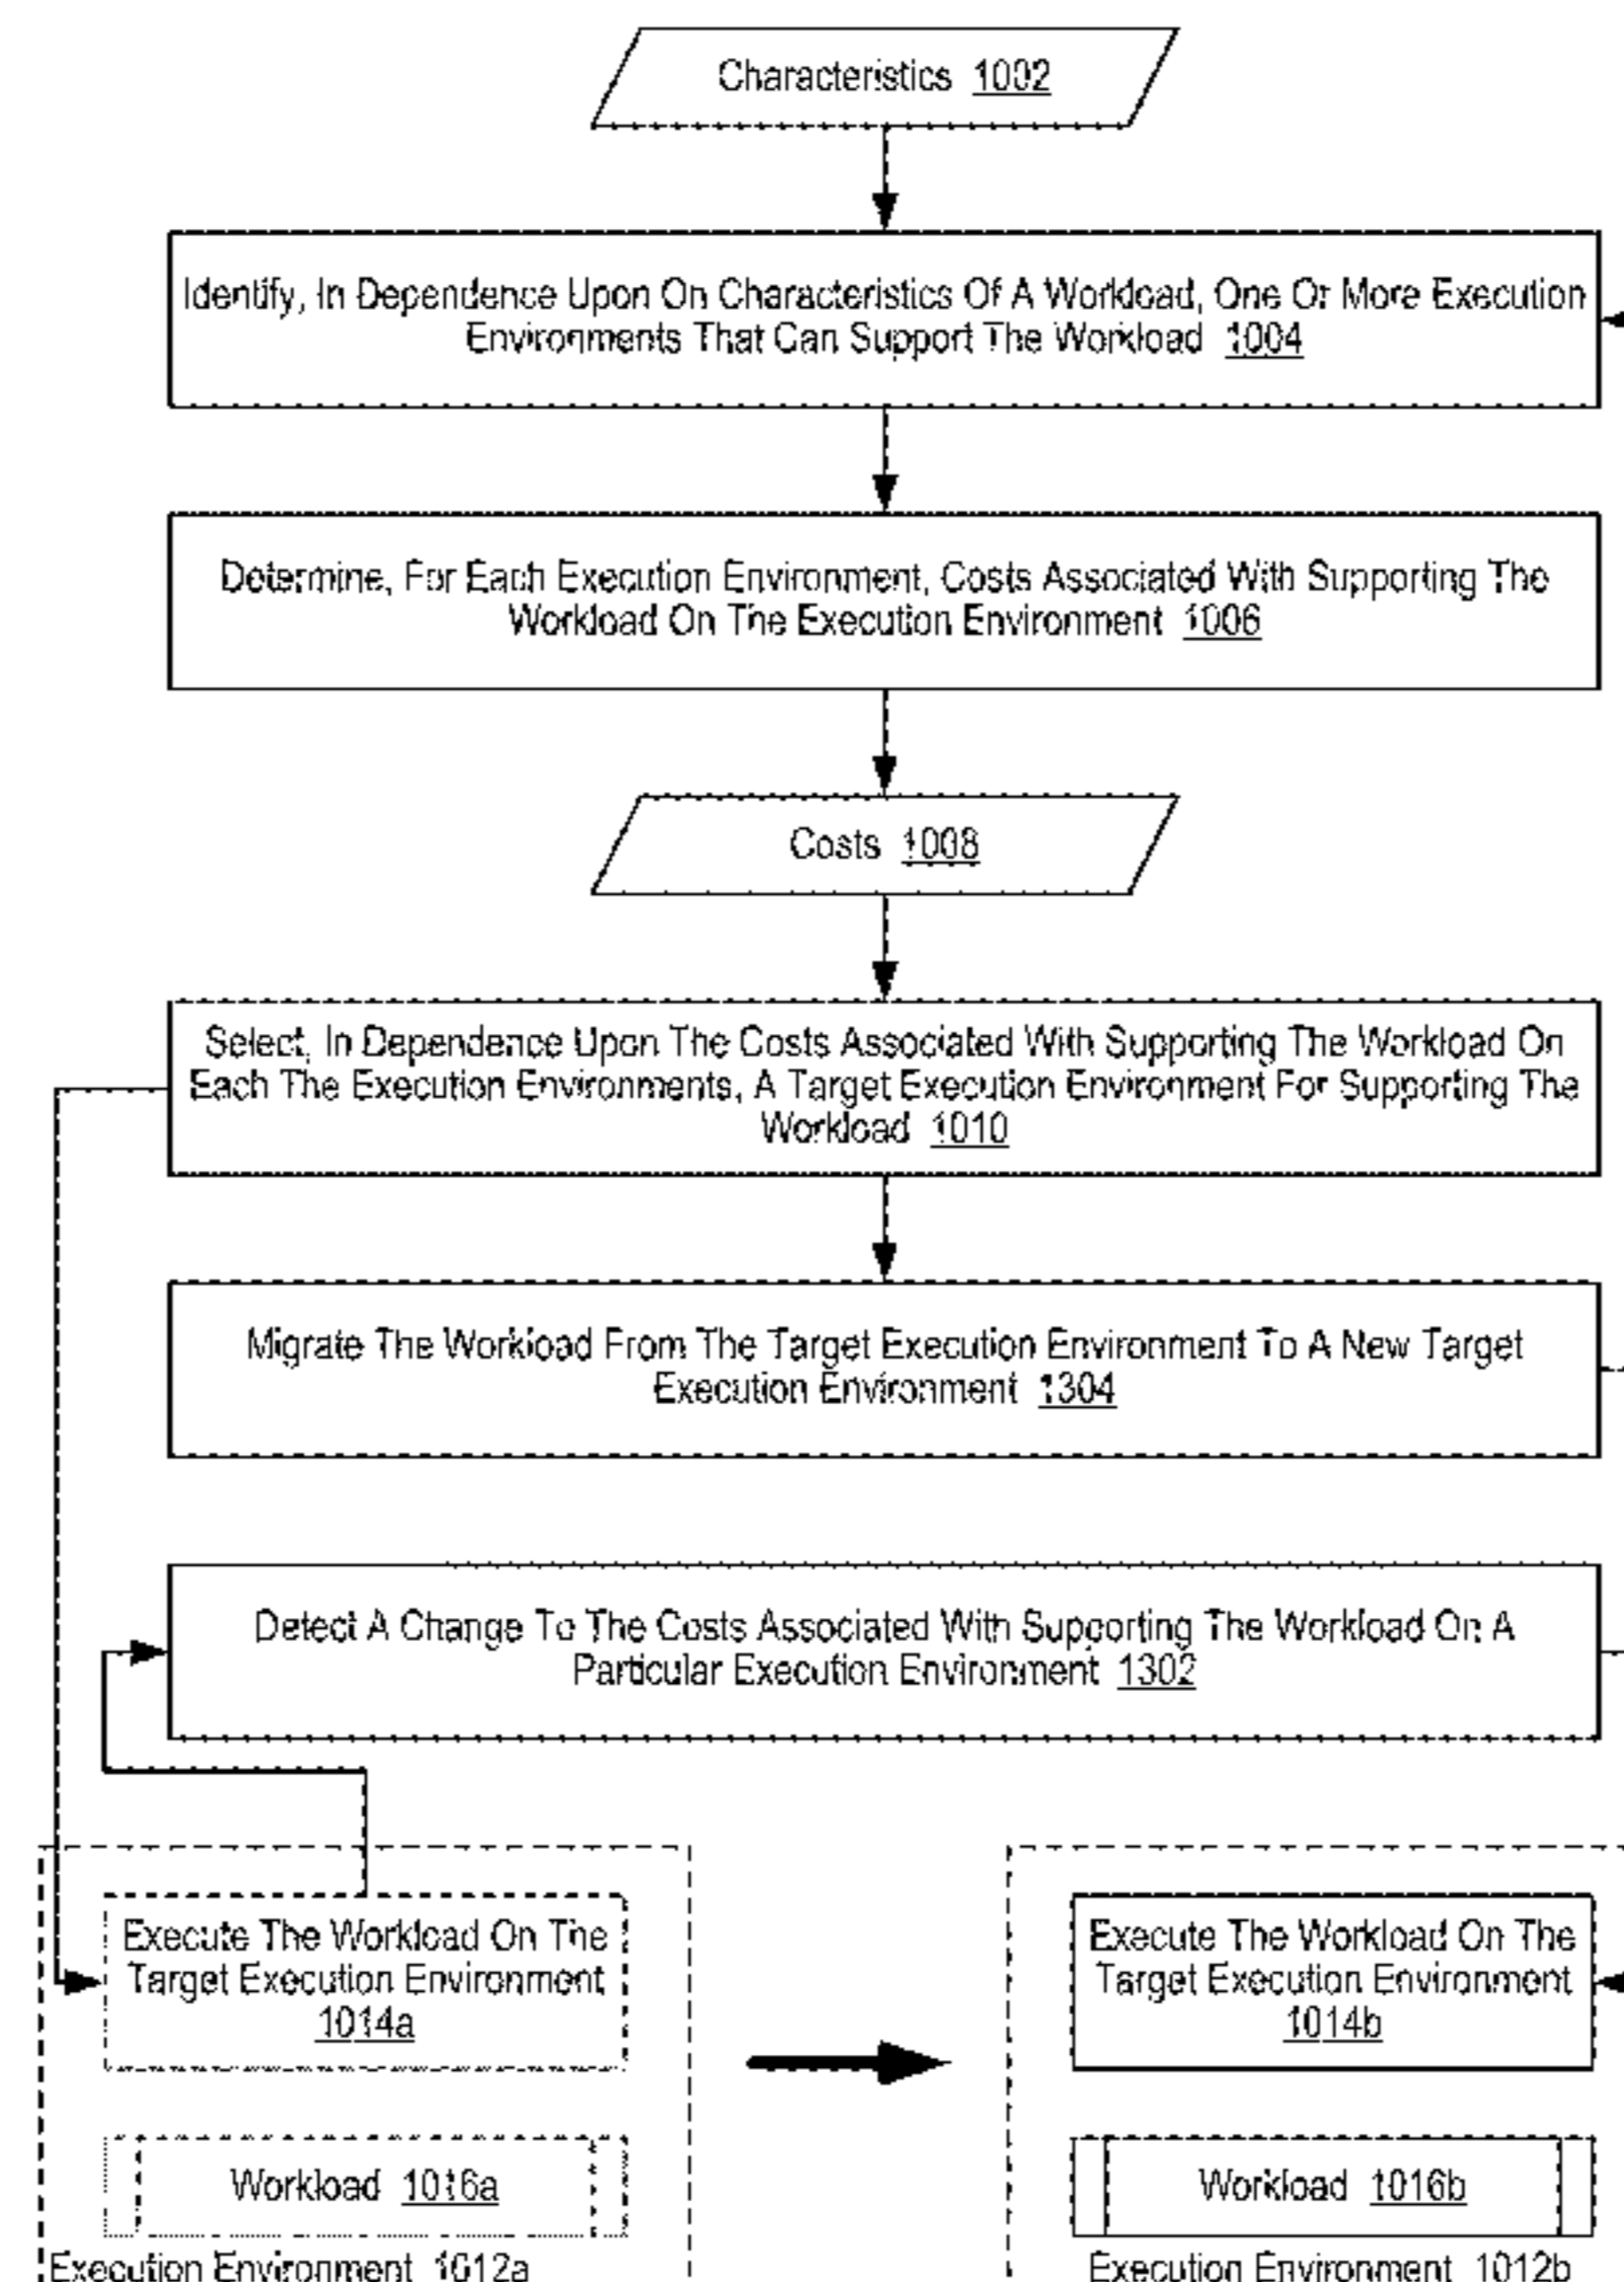 Characteristics 1002
Identify, In Dependence Upon On Characteristics Of A Workload, One Or More Execution
Environments That Can Support The Workload 1004
Determine, For Each Execution Environment, Costs Associated With Supporting The
Workload On The Execution Environment 1006
Costs 1008
Select, In Dependence Upon The Costs Associated With Supporting The Workload On
Each The Execution Environments, A Target Execution Environment For Supporting The
Workload 1010
Migrate The Workload From The Target Execution Environment To A New Target
Execution Environment 1304
Detect A Change To The Costs Associated With Supporting The Workload On A
Particular Execution Environment 1302
Execute The Workload On The
Target Execution Environment
1014a
Workload 1016a
Execution Environment 1012a
Execute The Workload On The
Target Execution Environment
1014b
Workload 1016b
Execution Environment 1012b